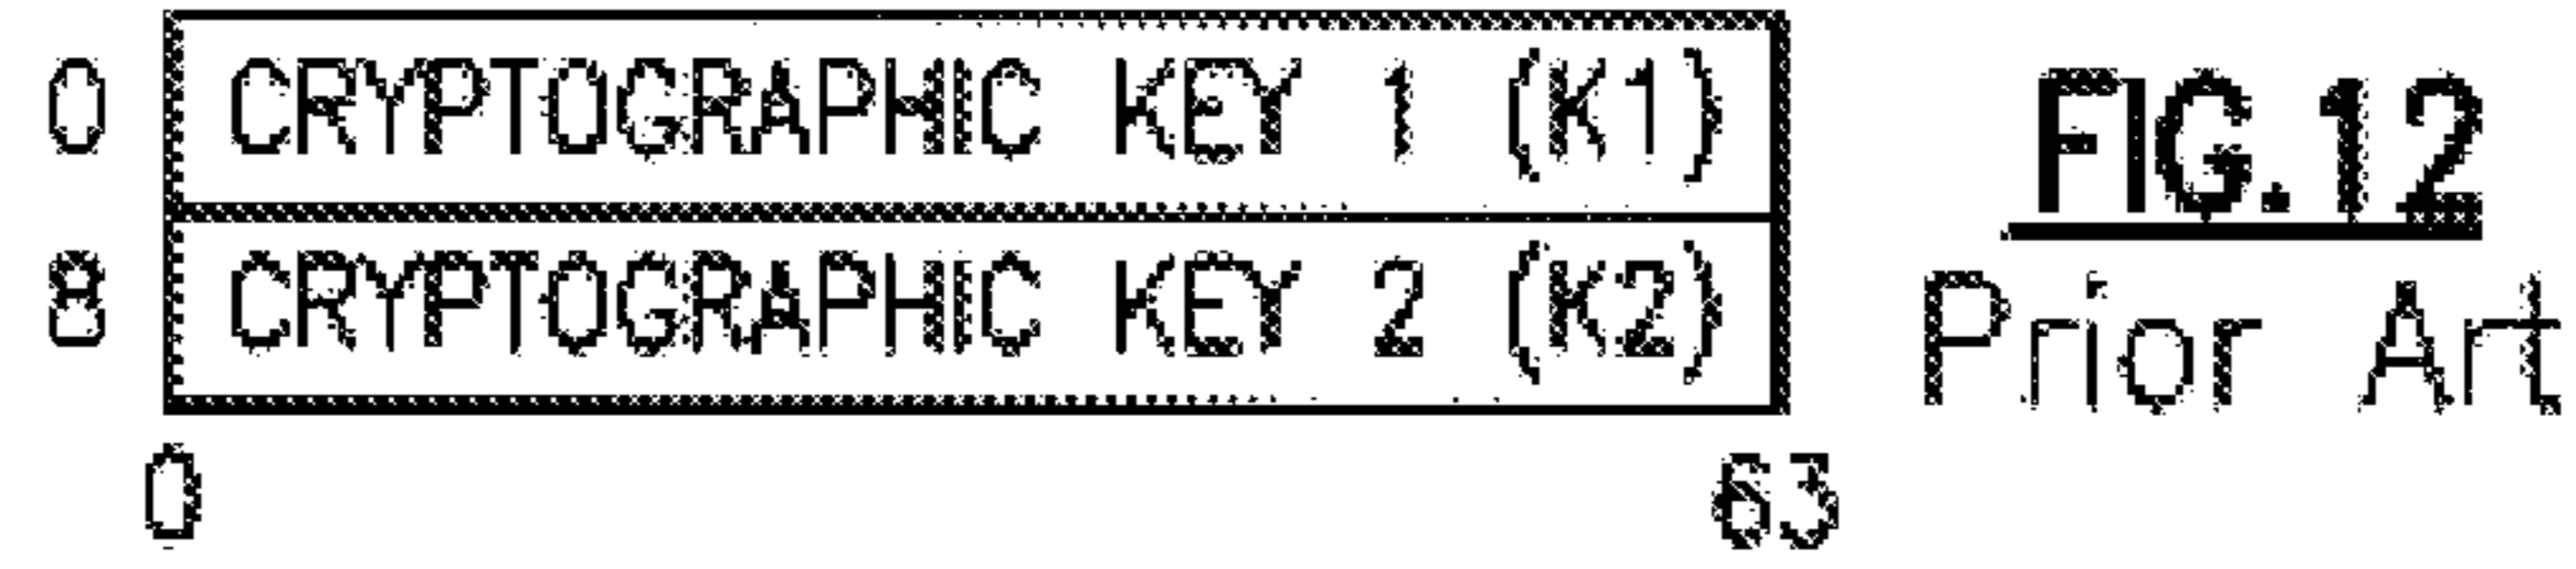 0 CRYPTOGRAPHIC KEY 1 (K1)
8 CRYPTOGRAPHIC KEY 2 (K2)
0 63
FIG.12
Prior Art